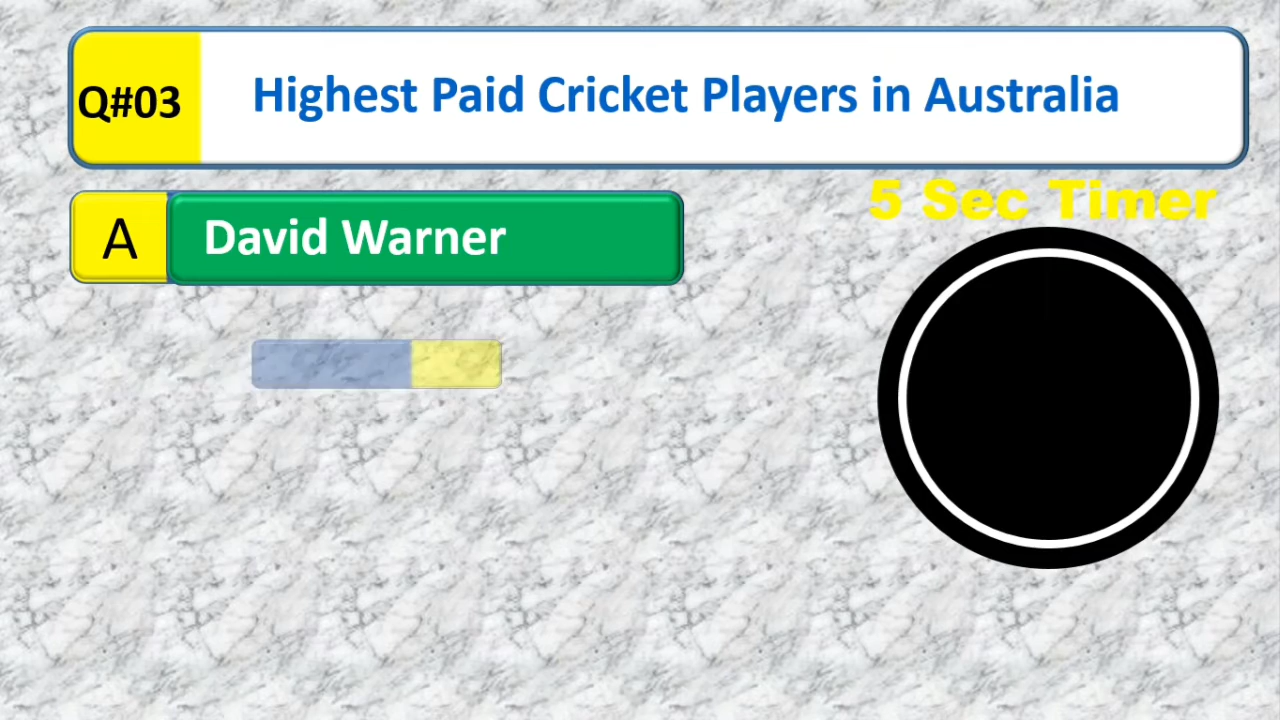 Q#03
Highest Paid Cricket Players in Australia
5 Sec Timer
A
David Warner